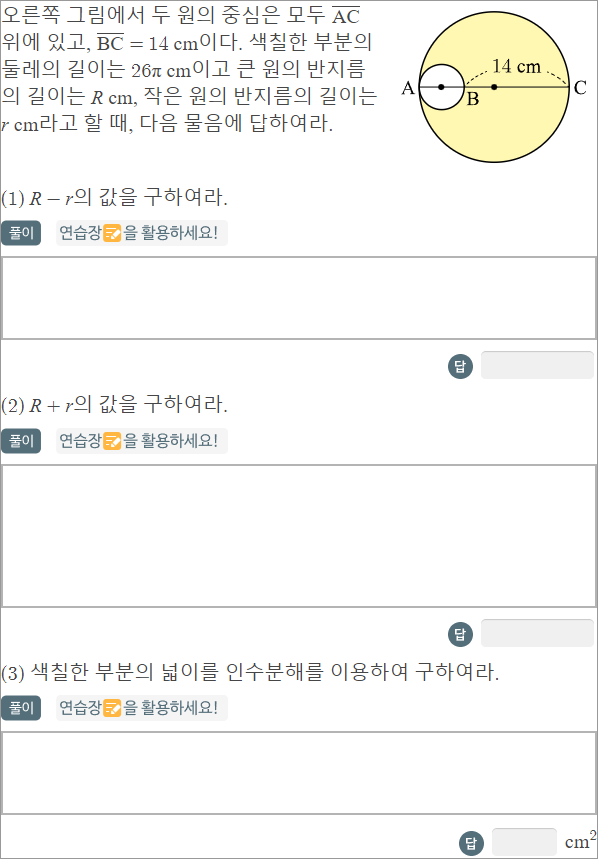 오른쪽 그림에서 두 원의 중심은 모두 AC
위에 있고, BC = 14 cm이다. 색칠한 부분의
둘레의 길이는 26π cm이고 큰 원의 반지름
의 길이는 R cm, 작은 원의 반지름의 길이는
r cm라고 할 때, 다음 물음에 답하여라.
14 cm
A
B
C
(1) R − r의 값을 구하여라.
풀이 연습장을 활용하세요!
답
(2) R + r의 값을 구하여라.
풀이 연습장을 활용하세요!
답
(3) 색칠한 부분의 넓이를 인수분해를 이용하여 구하여라.
풀이 연습장을 활용하세요!
답 cm²